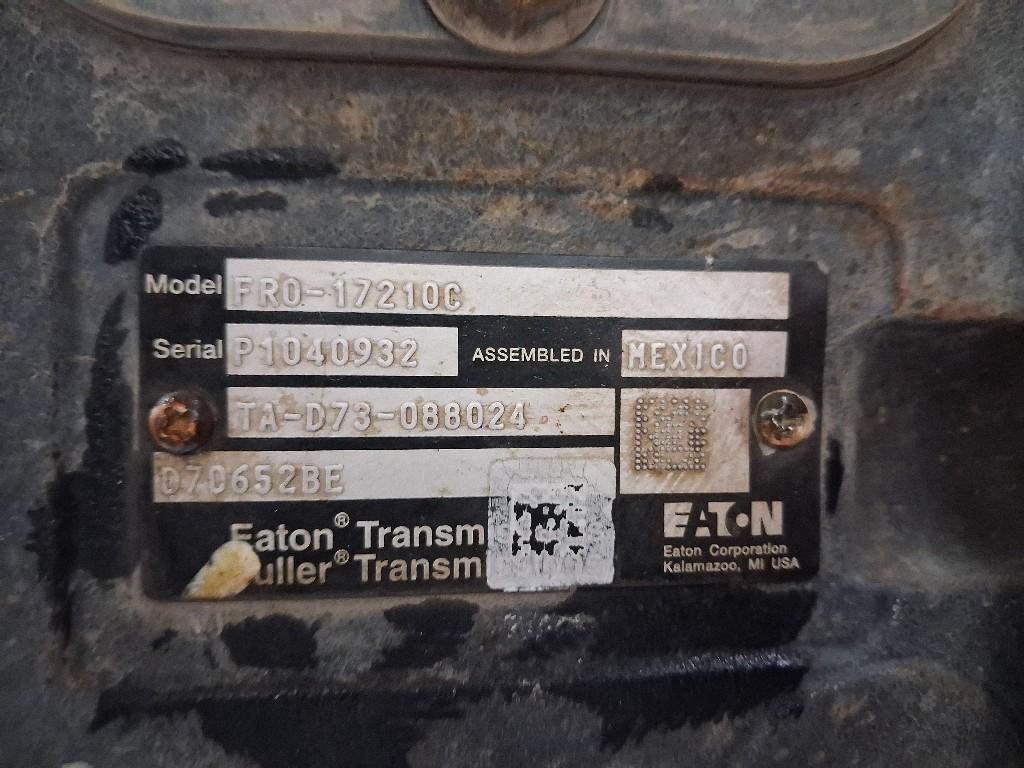 Model FRO-17210C
Serial P1040932 ASSEMBLED IN MEXICO
TA-D73-088024
D70652BE
Eaton® Transm
uller® Transm
EATON
Eaton Corporation
Kalamazoo, MI USA